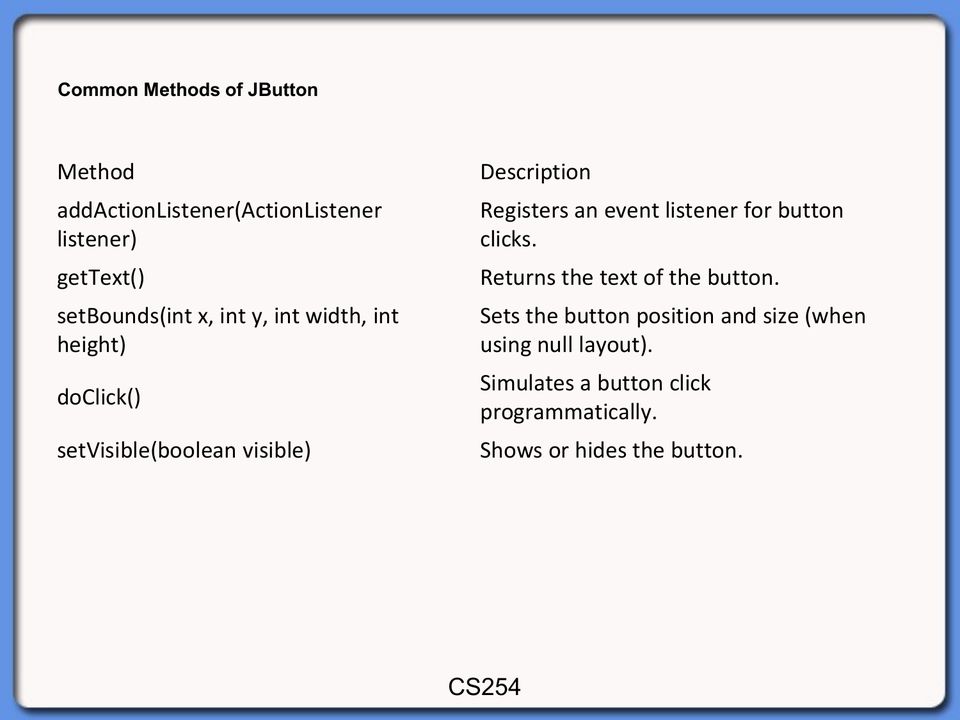 Common Methods of JButton
Method
Description
addActionListener(ActionListener
listener)
Registers an event listener for button
clicks.
getText()
Returns the text of the button.
setBounds(int x, int y, int width, int
height)
Sets the button position and size (when
using null layout).
doClick()
Simulates a button click
programmatically.
setVisible(boolean visible)
Shows or hides the button.
CS254